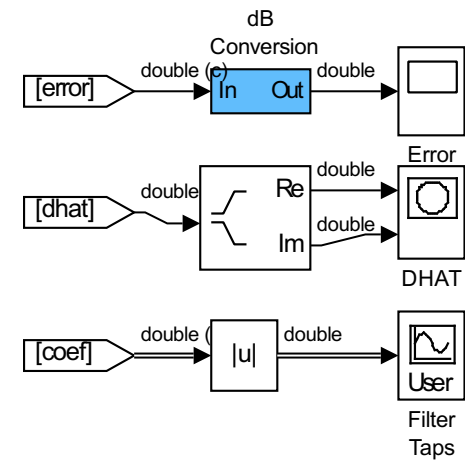 dB
Conversion
[error]
double (c)
In
Out
double
Error
[dhat]
double
Re
Im
double
double
DHAT
[coef]
double (
|u|
double
User
Filter
Taps